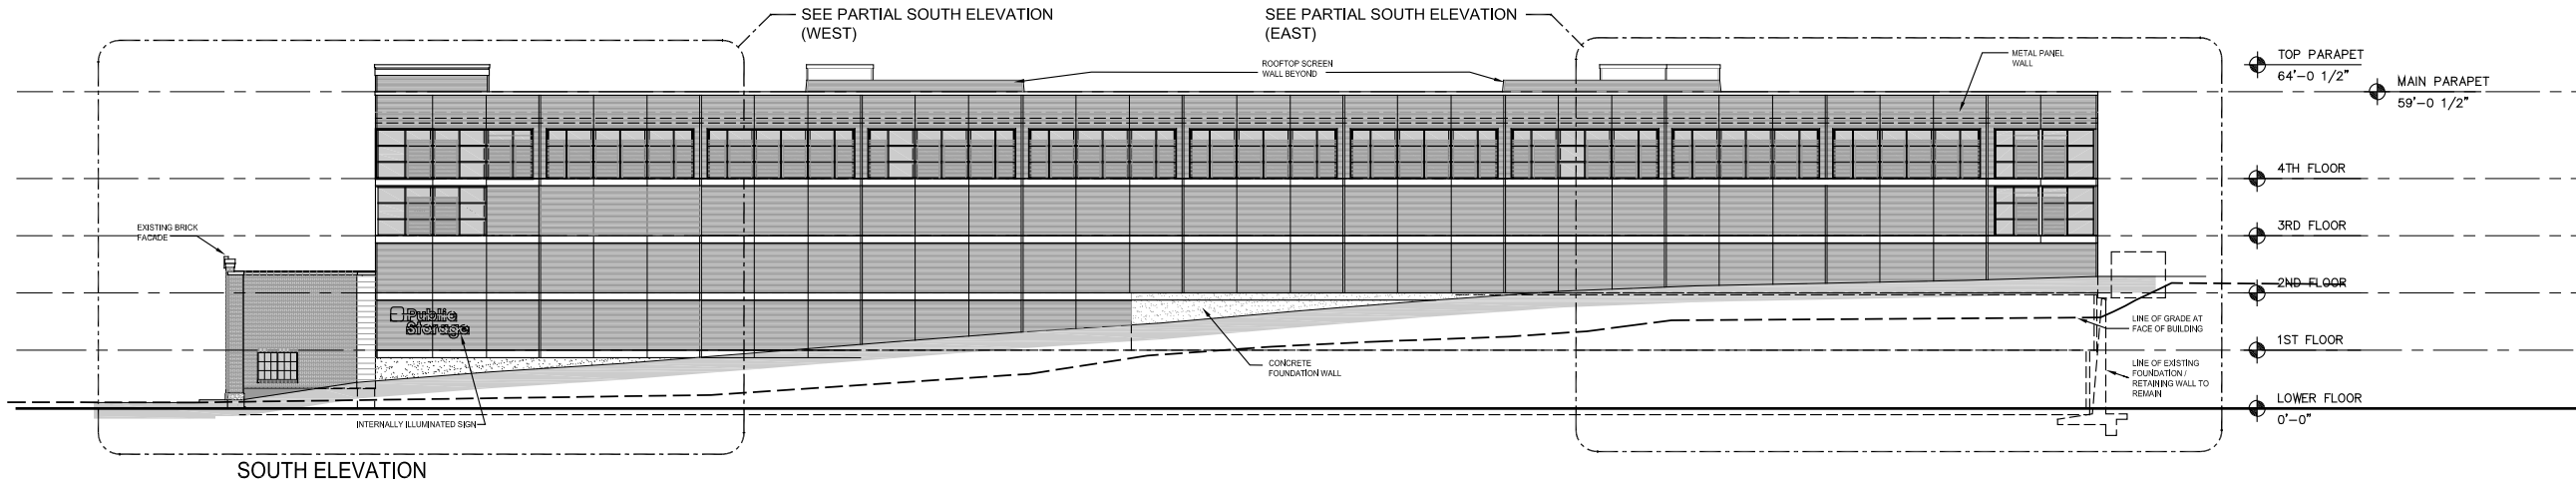 SEE PARTIAL SOUTH ELEVATION
(WEST)
SEE PARTIAL SOUTH ELEVATION
(EAST)
ROOFTOP SCREEN
WALL BEYOND
METAL PANEL
WALL
TOP PARAPET
64'-0 1/2"
MAIN PARAPET
59'-0 1/2"
4TH FLOOR
3RD FLOOR
2ND FLOOR
1ST FLOOR
LOWER FLOOR
0'-0"
EXISTING BRICK
FACADE
Public
Storage
LINE OF GRADE AT
FACE OF BUILDING
CONCRETE
FOUNDATION WALL
LINE OF EXISTING
FOUNDATION /
RETAINING WALL TO
REMAIN
INTERNALLY ILLUMINATED SIGN
SOUTH ELEVATION